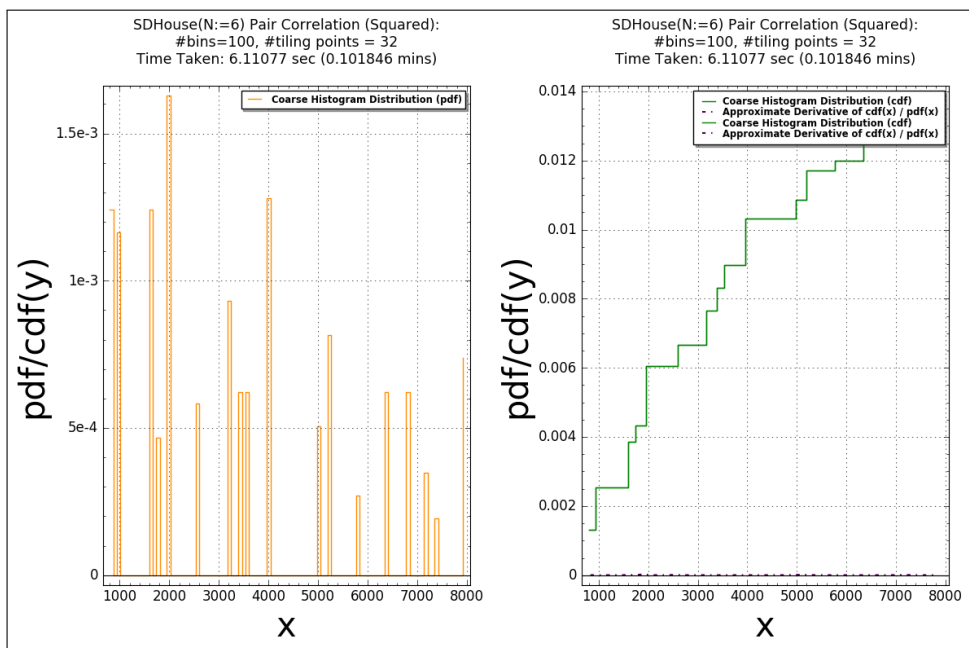 SDHouse(N:=6) Pair Correlation (Squared):
#bins=100, #tiling points = 32
Time Taken: 6.11077 sec (0.101846 mins)
Coarse Histogram Distribution (pdf)
1.5e-3
1e-3
5e-4
0
pdf/cdf(y)
1000 2000 3000 4000 5000 6000 7000 8000
x
SDHouse(N:=6) Pair Correlation (Squared):
#bins=100, #tiling points = 32
Time Taken: 6.11077 sec (0.101846 mins)
Coarse Histogram Distribution (cdf)
Approximate Derivative of cdf(x) / pdf(x)
Coarse Histogram Distribution (cdf)
Approximate Derivative of cdf(x) / pdf(x)
0.014
0.012
0.01
0.008
0.006
0.004
0.002
0
pdf/cdf(y)
1000 2000 3000 4000 5000 6000 7000 8000
x